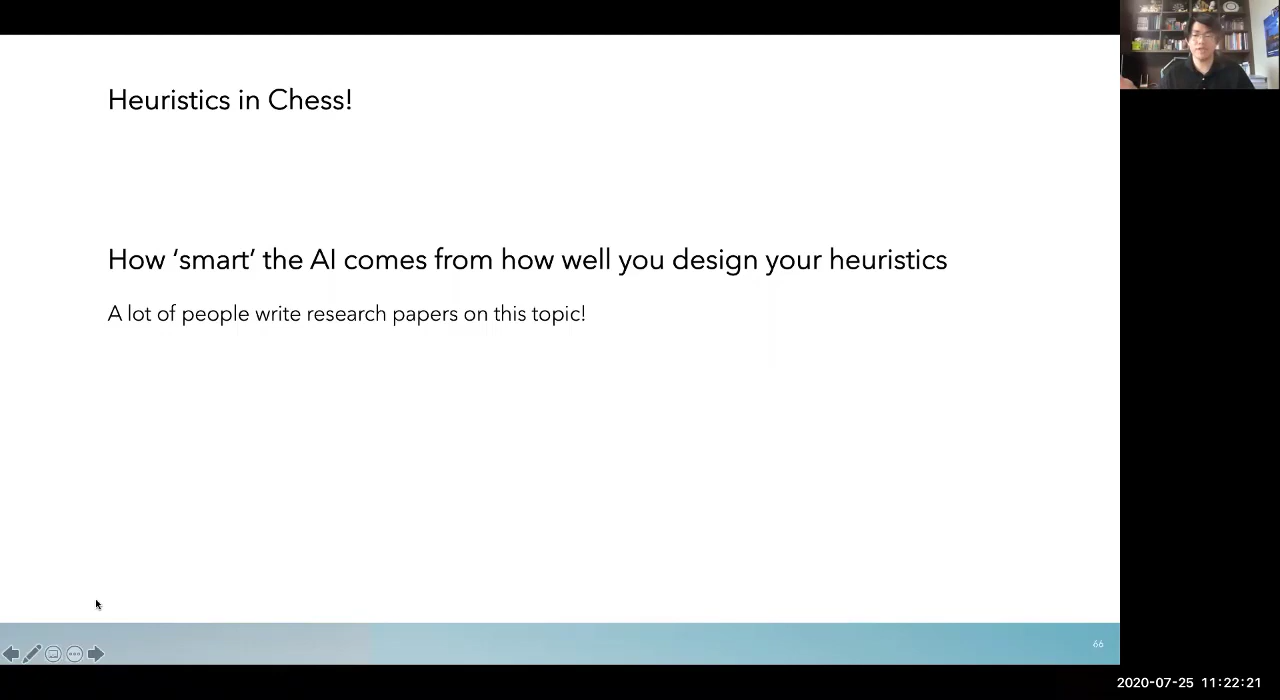 Heuristics in Chess!
How ‘smart’ the AI comes from how well you design your heuristics
A lot of people write research papers on this topic!
66
2020-07-25 11:22:21